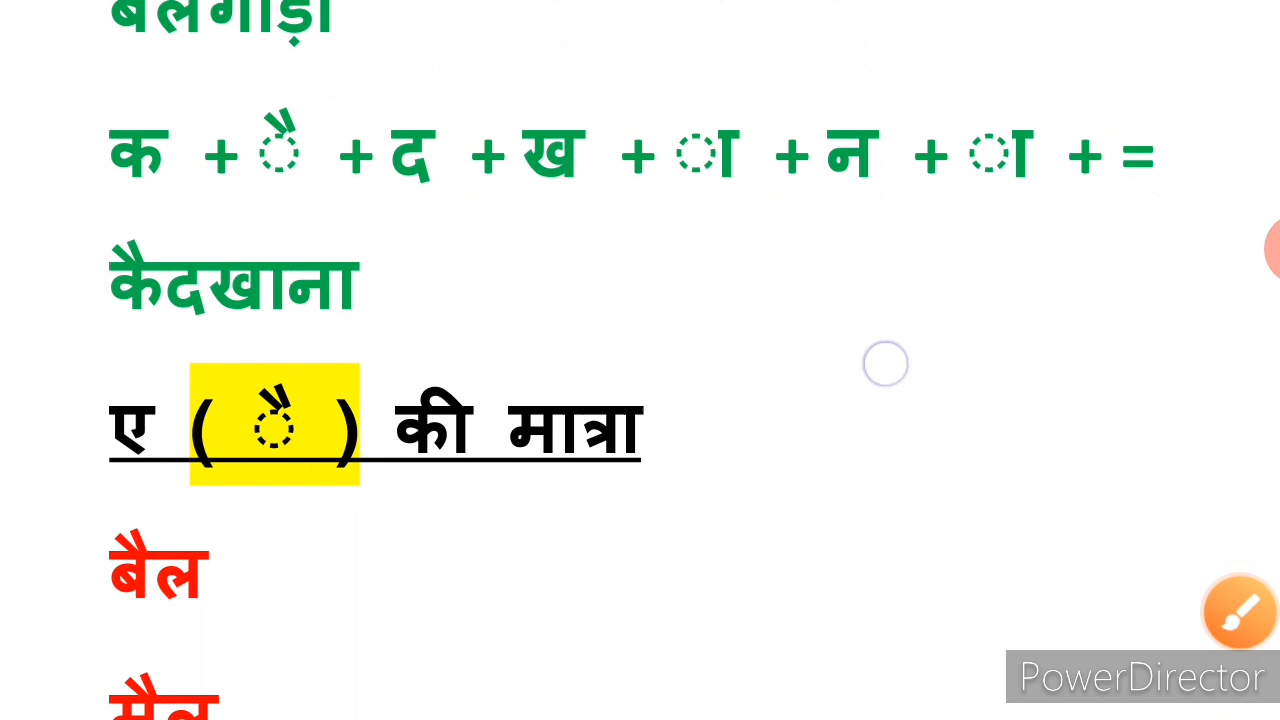 बैलगाड़ी
क + ै + द + ख + ा + न + ा + =
कैदखाना
ए ( ै ) की मात्रा
बैल
मैल
PowerDirector